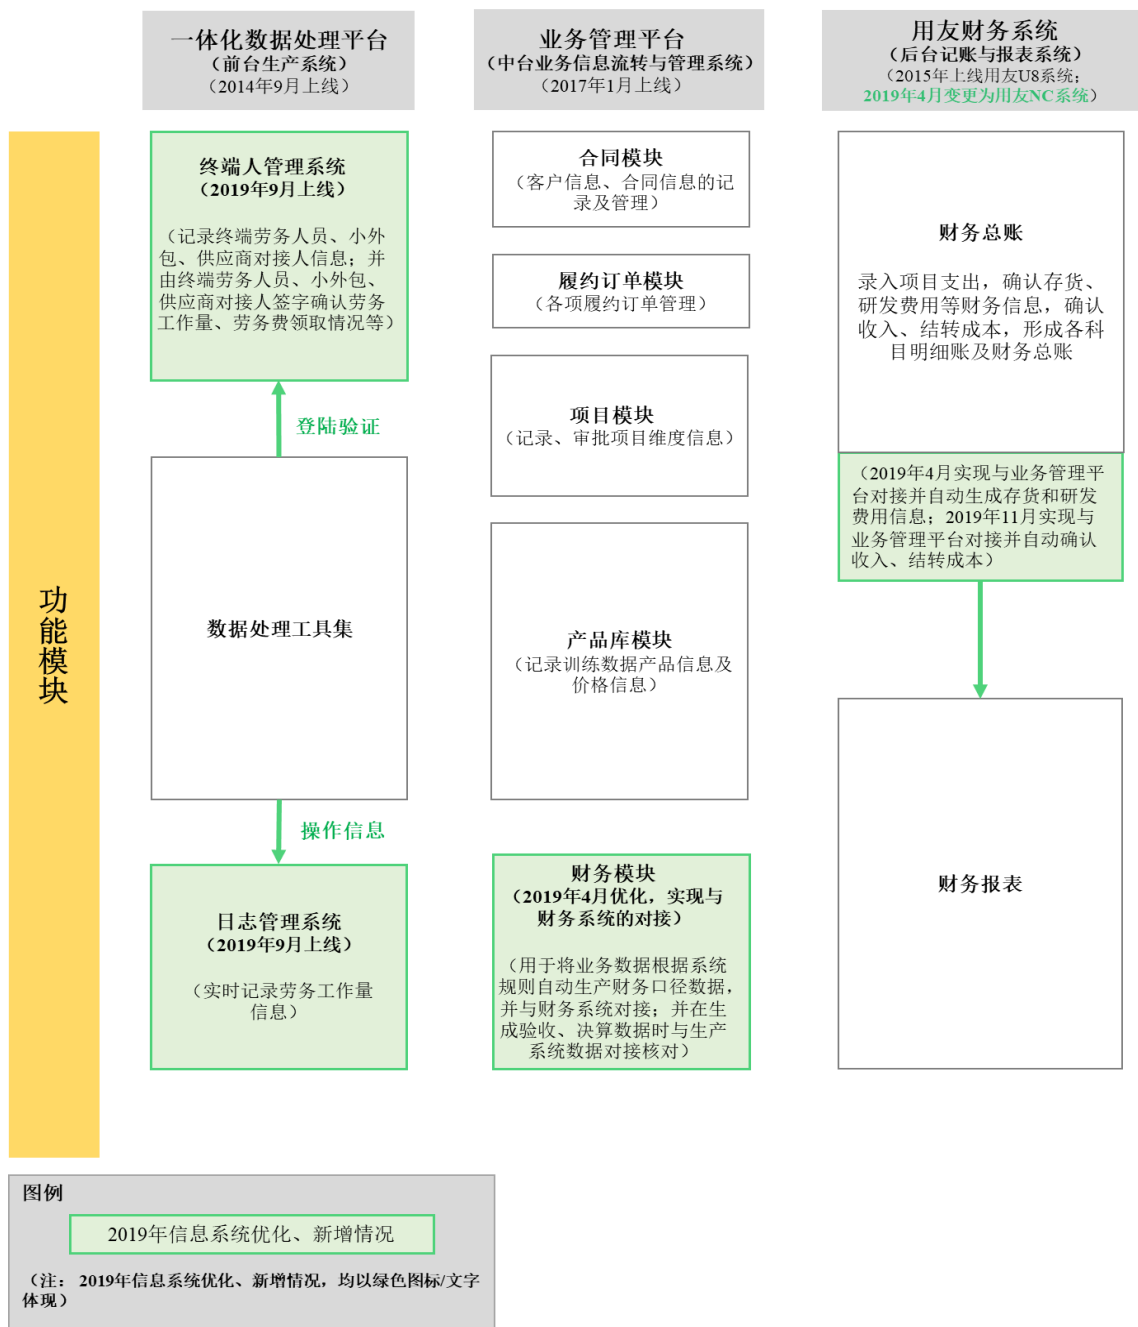 一体化数据处理平台
（前台生产系统）
（2014年9月上线）
业务管理平台
（中台业务信息流转与管理系统）
（2017年1月上线）
用友财务系统
（后台记账与报表系统）
（2015年上线用友U8系统；
2019年4月变更为用友NC系统）
功能模块
终端人管理系统
（2019年9月上线）
（记录终端劳务人员、小外
包、供应商对接人信息；并
由终端劳务人员、小外包、
供应商对接人签字确认劳务
工作量、劳务费领取情况等）
登陆验证
数据处理工具集
操作信息
日志管理系统
（2019年9月上线）
（实时记录劳务工作量
信息）
合同模块
（客户信息、合同信息的记
录及管理）
履约订单模块
（各项履约订单管理）
项目模块
（记录、审批项目维度信息）
产品库模块
（记录训练数据产品信息及
价格信息）
财务模块
（2019年4月优化，实现与
财务系统的对接）
（用于将业务数据根据系统
规则自动生产财务口径数据，
并与财务系统对接；并在生
成验收、决算数据时与生产
系统数据对接核对）
财务总账
录入项目支出，确认存货、
研发费用等财务信息，确认
收入、结转成本，形成各科
目明细账及财务总账
（2019年4月实现与业务管理平
台对接并自动生成存货和研发
费用信息；2019年11月实现与
业务管理平台对接并自动确认
收入、结转成本）
财务报表
图例
2019年信息系统优化、新增情况
（注： 2019年信息系统优化、新增情况，均以绿色图标/文字
体现）